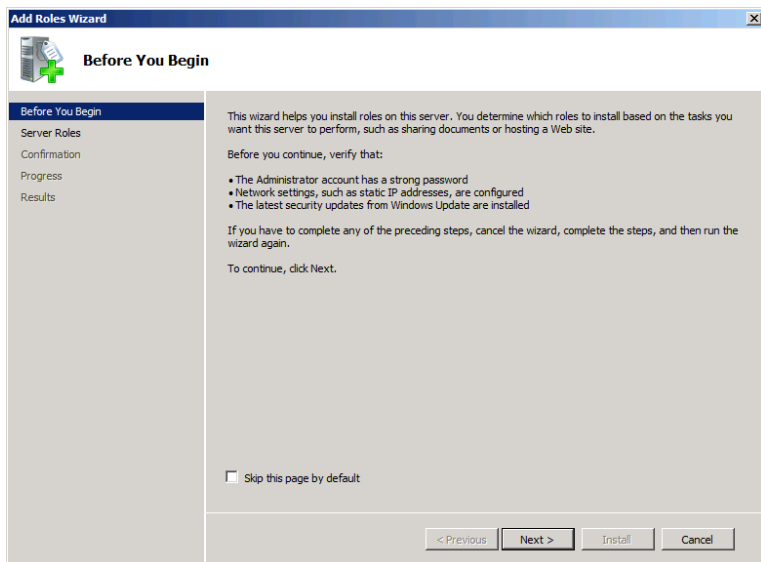 Add Roles Wizard
Before You Begin
Before You Begin
Server Roles
Confirmation
Progress
Results
This wizard helps you install roles on this server. You determine which roles to install based on the tasks you
want this server to perform, such as sharing documents or hosting a Web site.
Before you continue, verify that:
• The Administrator account has a strong password
• Network settings, such as static IP addresses, are configured
• The latest security updates from Windows Update are installed
If you have to complete any of the preceding steps, cancel the wizard, complete the steps, and then run the
wizard again.
To continue, click Next.
Skip this page by default
< Previous Next > Install Cancel